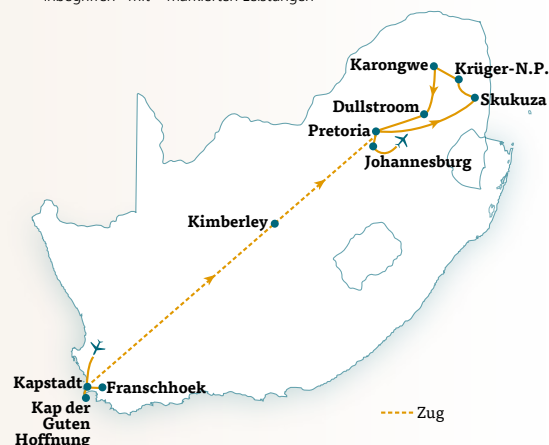 Karongwe
Krüger-N.P.
Skukuza
Dullstroom
Pretoria
Johannesburg
Kimberley
Kapstadt
Franschhoek
Kap der
Guten
Hoffnung
Zug